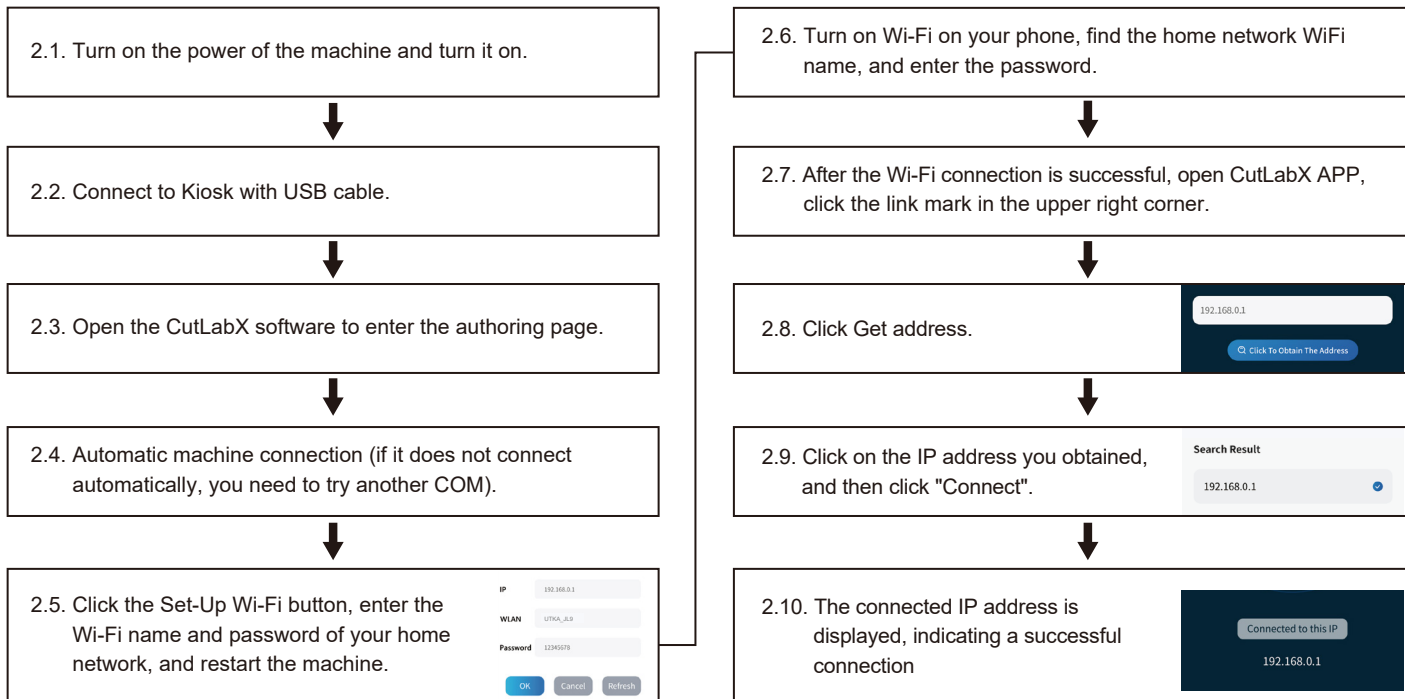 2.1. Turn on the power of the machine and turn it on.
2.2. Connect to Kiosk with USB cable.
2.3. Open the CutLabX software to enter the authoring page.
2.4. Automatic machine connection (if it does not connect
automatically, you need to try another COM).
2.5. Click the Set-Up Wi-Fi button, enter the
Wi-Fi name and password of your home
network, and restart the machine.
IP 192.168.0.1
WLAN UTKA_JL9
Password 12345678
OK Cancel Refresh
2.6. Turn on Wi-Fi on your phone, find the home network WiFi
name, and enter the password.
2.7. After the Wi-Fi connection is successful, open CutLabX APP,
click the link mark in the upper right corner.
2.8. Click Get address.
192.168.0.1
Click To Obtain The Address
2.9. Click on the IP address you obtained,
and then click "Connect".
Search Result
192.168.0.1
2.10. The connected IP address is
displayed, indicating a successful
connection
Connected to this IP
192.168.0.1